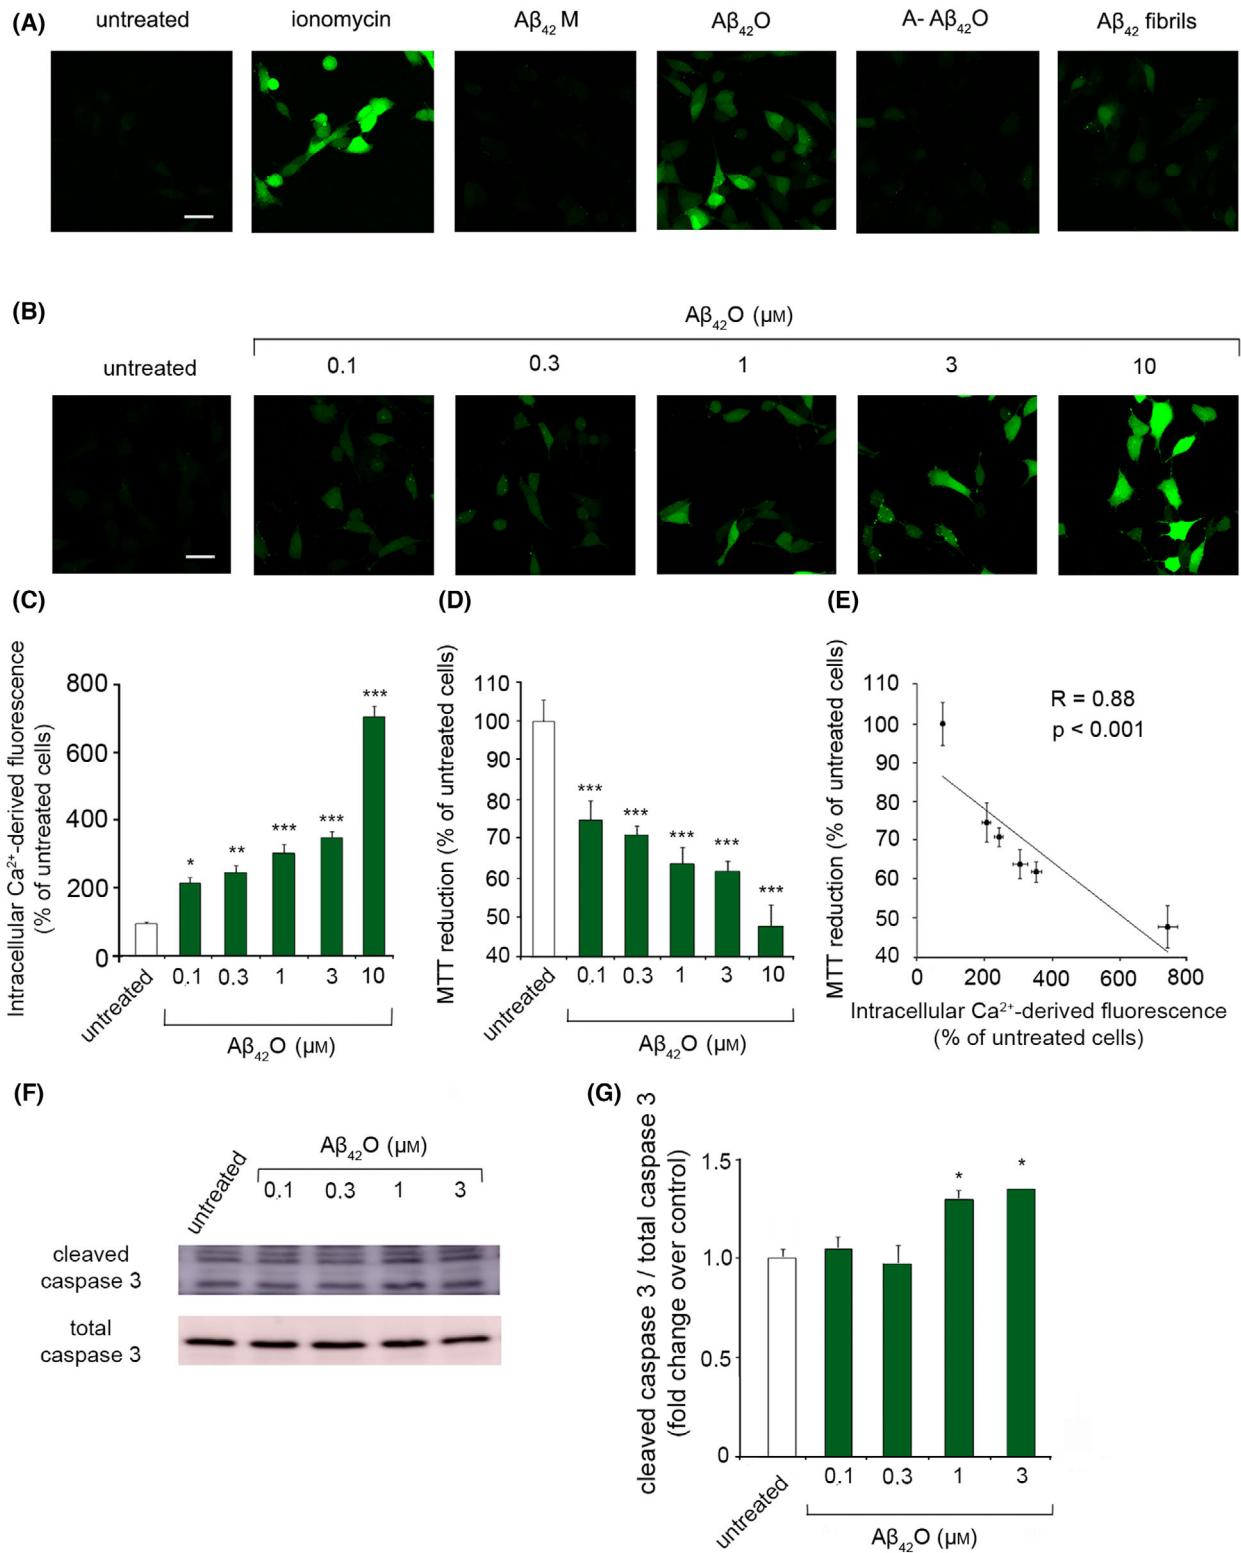 (A)
untreated ionomycin Aβ₄₂ M Aβ₄₂O A- Aβ₄₂O Aβ₄₂ fibrils
(B)
Aβ₄₂O (μM)
untreated 0.1 0.3 1 3 10
(C)
Intracellular Ca²⁺-derived fluorescence
(% of untreated cells)
800
600
400
200
0
* ** *** *** ***
untreated 0.1 0.3 1 3 10
Aβ₄₂O (μM)
(D)
MTT reduction (% of untreated cells)
110
100
90
80
70
60
50
40
*** *** *** *** ***
untreated 0.1 0.3 1 3 10
Aβ₄₂O (μM)
(E)
MTT reduction (% of untreated cells)
110
100
90
80
70
60
50
40
R = 0.88
p < 0.001
0 200 400 600 800
Intracellular Ca²⁺-derived fluorescence
(% of untreated cells)
(F)
Aβ₄₂O (μM)
untreated 0.1 0.3 1 3
cleaved
caspase 3
total
caspase 3
(G)
cleaved caspase 3 / total caspase 3
(fold change over control)
1.5
1.0
0.5
0
* *
untreated 0.1 0.3 1 3
Aβ₄₂O (μM)